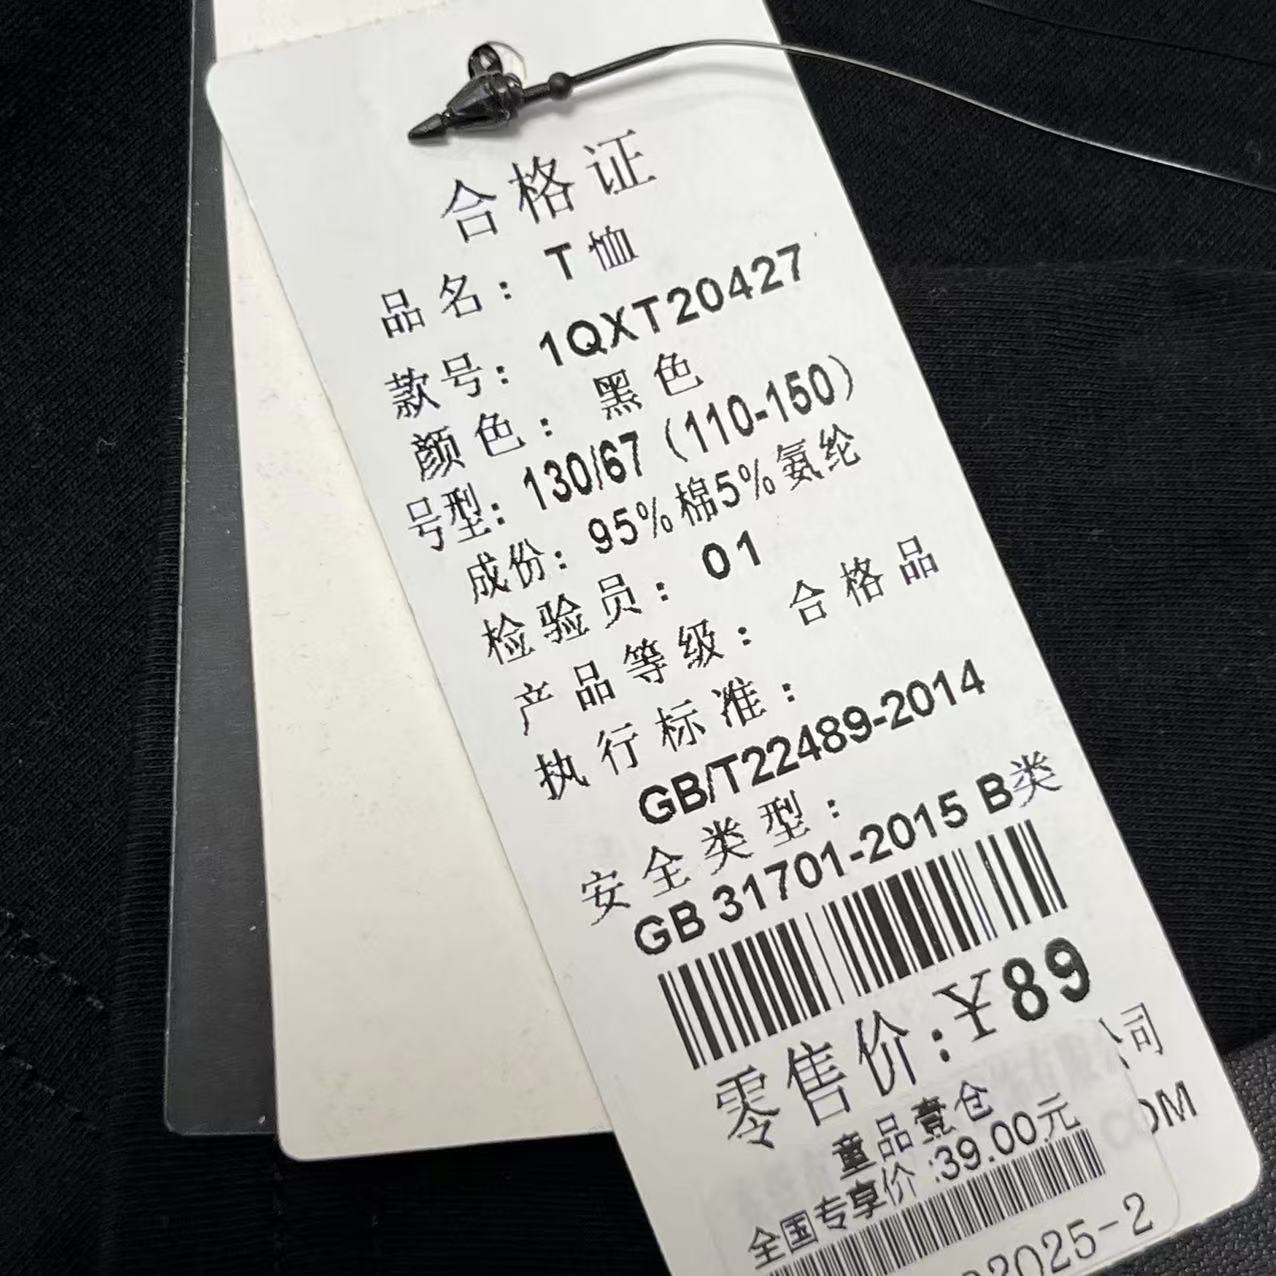 合格证
品名：T恤
款号：1QXT20427
颜色：黑色
号型：130/67（110-150）
成份：95%棉5%氨纶
检验员：01
产品等级：合格品
执行标准：
GB/T22489-2014
安全类型：
GB 31701-2015 B类
零售价:￥89
公司
COM
童品壹仓
全国专享价:39.00元
2025-2